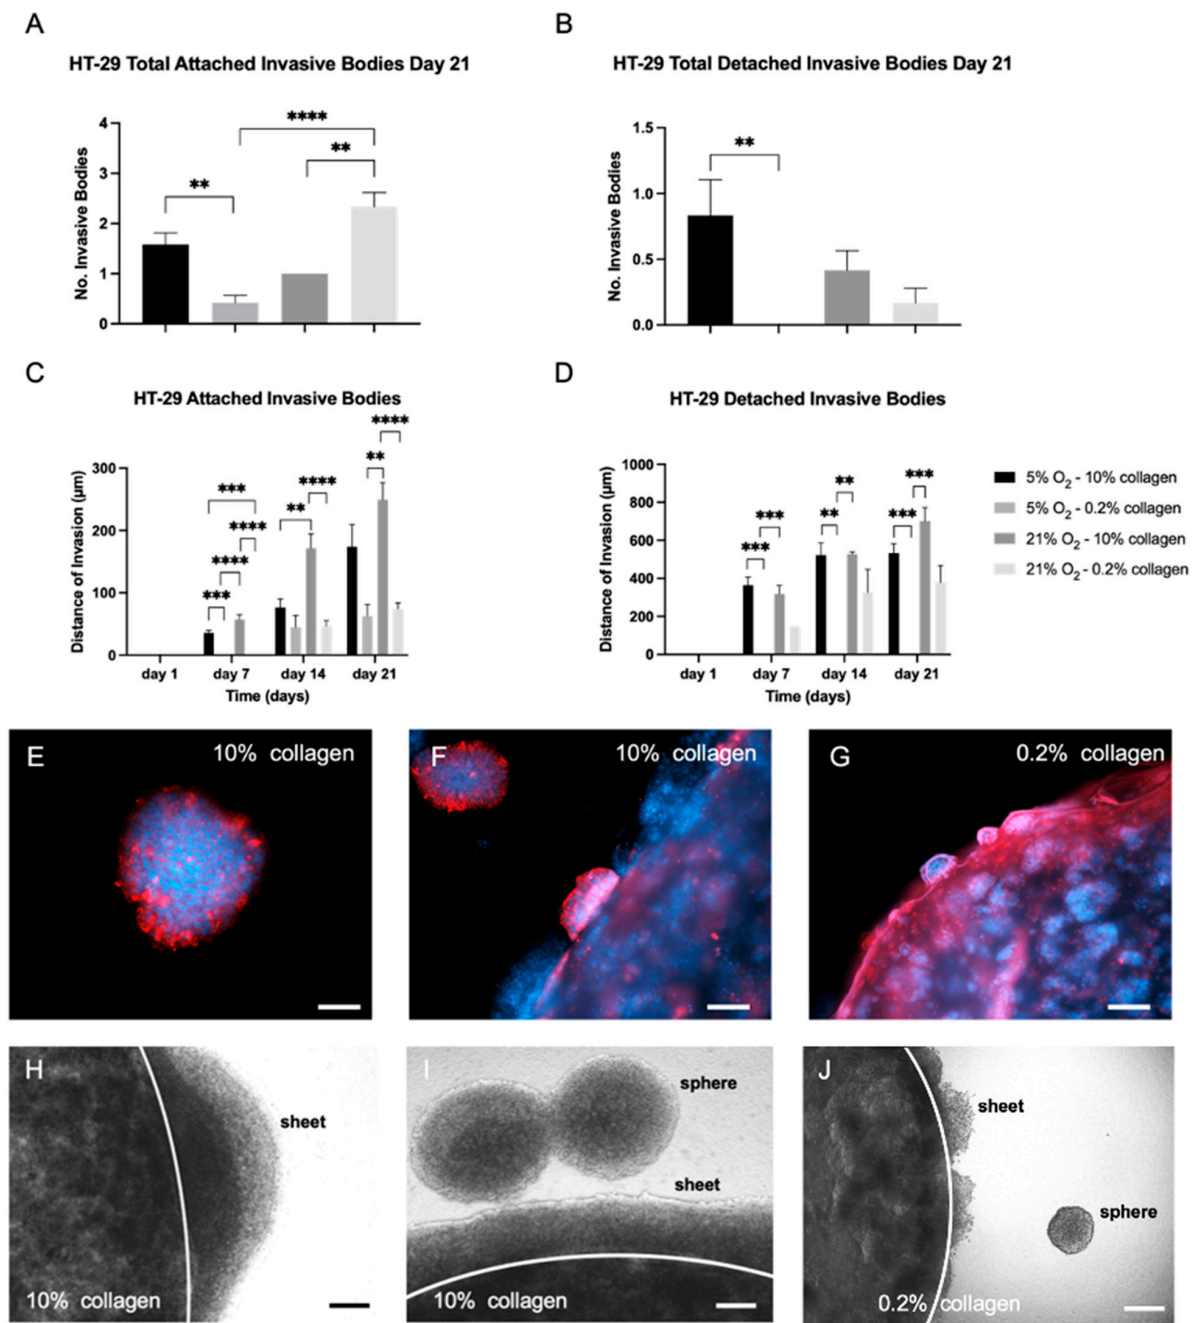 A
B
HT-29 Total Attached Invasive Bodies Day 21
HT-29 Total Detached Invasive Bodies Day 21
No. Invasive Bodies
4
3
2
1
0
**
****
**
No. Invasive Bodies
1.5
1.0
0.5
0.0
**
C
D
HT-29 Attached Invasive Bodies
HT-29 Detached Invasive Bodies
Distance of Invasion (µm)
300
200
100
0
***
****
****
***
**
****
**
****
day 1
day 7
day 14
day 21
Time (days)
Distance of Invasion (µm)
1000
800
600
400
200
0
***
***
**
**
***
***
day 1
day 7
day 14
day 21
Time (days)
5% O2 - 10% collagen
5% O2 - 0.2% collagen
21% O2 - 10% collagen
21% O2 - 0.2% collagen
E
10% collagen
F
10% collagen
G
0.2% collagen
H
sheet
10% collagen
I
sphere
sheet
10% collagen
J
sheet
sphere
0.2% collagen